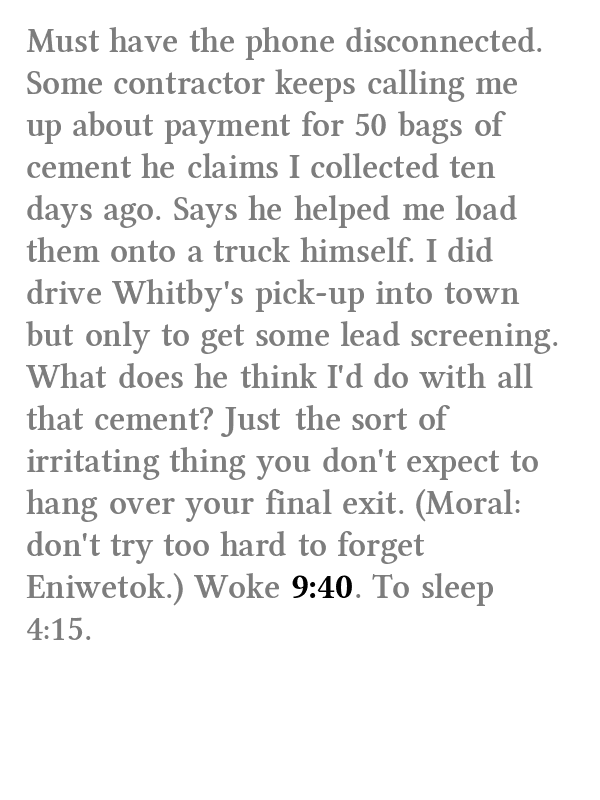 Must have the phone disconnected.
Some contractor keeps calling me
up about payment for 50 bags of
cement he claims I collected ten
days ago. Says he helped me load
them onto a truck himself. I did
drive Whitby's pick-up into town
but only to get some lead screening.
What does he think I'd do with all
that cement? Just the sort of
irritating thing you don't expect to
hang over your final exit. (Moral:
don't try too hard to forget
Eniwetok.) Woke 9:40. To sleep
4:15.